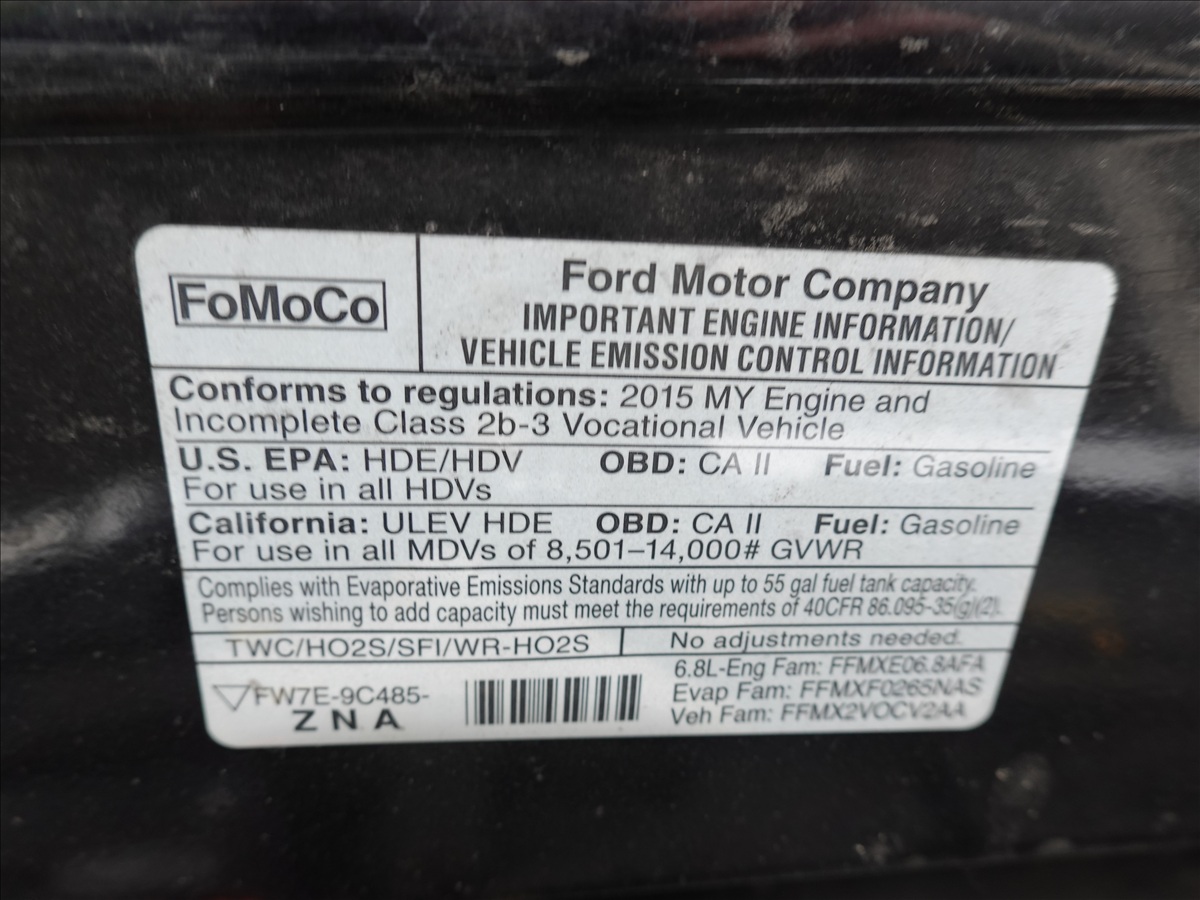 FoMoCo
Ford Motor Company
IMPORTANT ENGINE INFORMATION/
VEHICLE EMISSION CONTROL INFORMATION
Conforms to regulations: 2015 MY Engine and
Incomplete Class 2b-3 Vocational Vehicle
U.S. EPA: HDE/HDV OBD: CA II Fuel: Gasoline
For use in all HDVs
California: ULEV HDE OBD: CA II Fuel: Gasoline
For use in all MDVs of 8,501–14,000# GVWR
Complies with Evaporative Emissions Standards with up to 55 gal fuel tank capacity.
Persons wishing to add capacity must meet the requirements of 40CFR 86.095-35(g)(2).
TWC/HO2S/SFI/WR-HO2S No adjustments needed.
FW7E-9C485-
Z N A
6.8L-Eng Fam: FFMXE06.8AFA
Evap Fam: FFMXF0265NAS
Veh Fam: FFMX2VOCV2AA